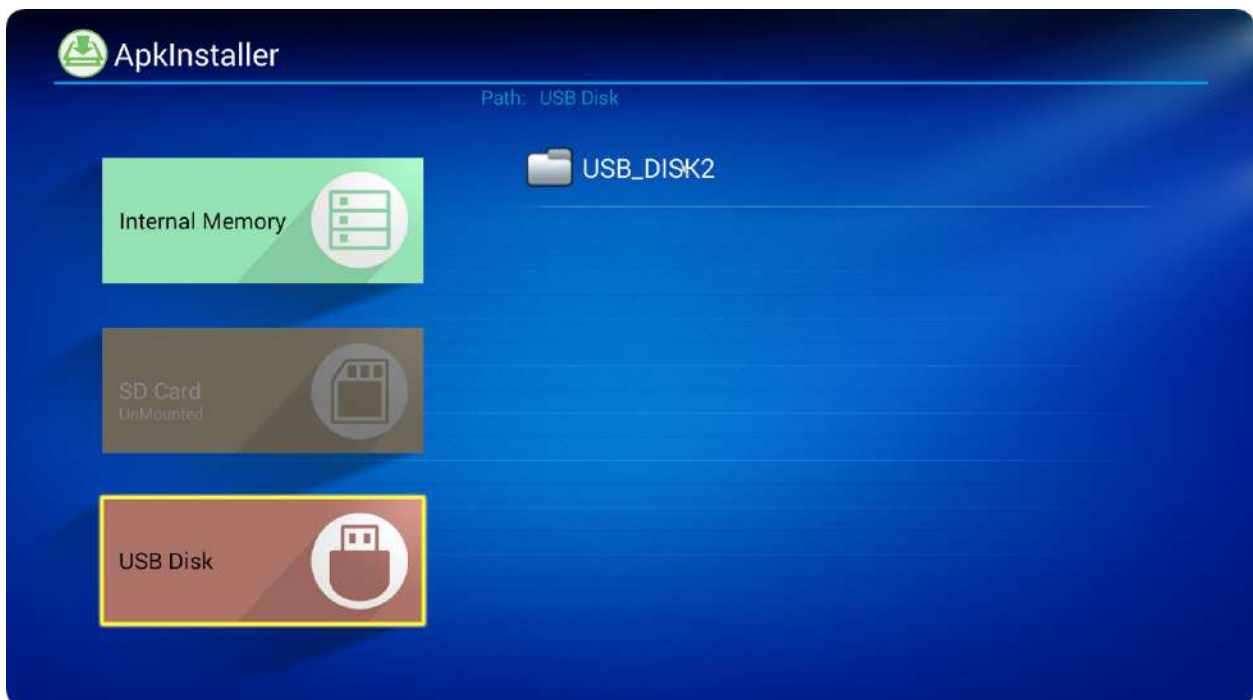 ApkInstaller
Path: USB Disk
USB_DISK2
Internal Memory
SD Card
UnMounted
USB Disk